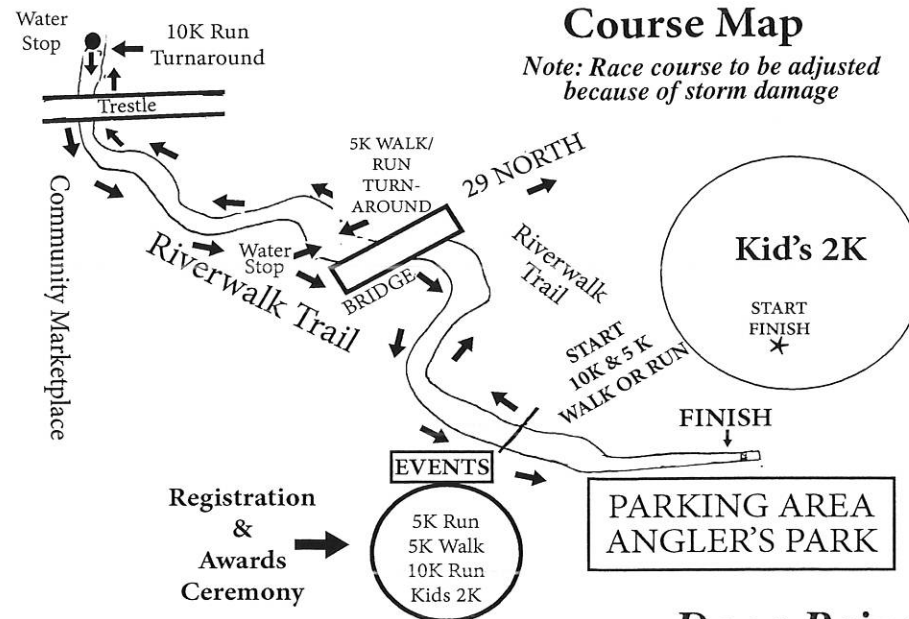 Course Map
Note: Race course to be adjusted
because of storm damage
Water
Stop
10K Run
Turnaround
Trestle
5K WALK/
RUN
TURN-
AROUND
29 NORTH
Community Marketplace
Riverwalk Trail
Water
Stop
BRIDGE
Riverwalk
Trail
Kid's 2K
START
FINISH
START
10K & 5 K
WALK OR RUN
FINISH
EVENTS
5K Run
5K Walk
10K Run
Kids 2K
Registration
&
Awards
Ceremony
PARKING AREA
ANGLER'S PARK